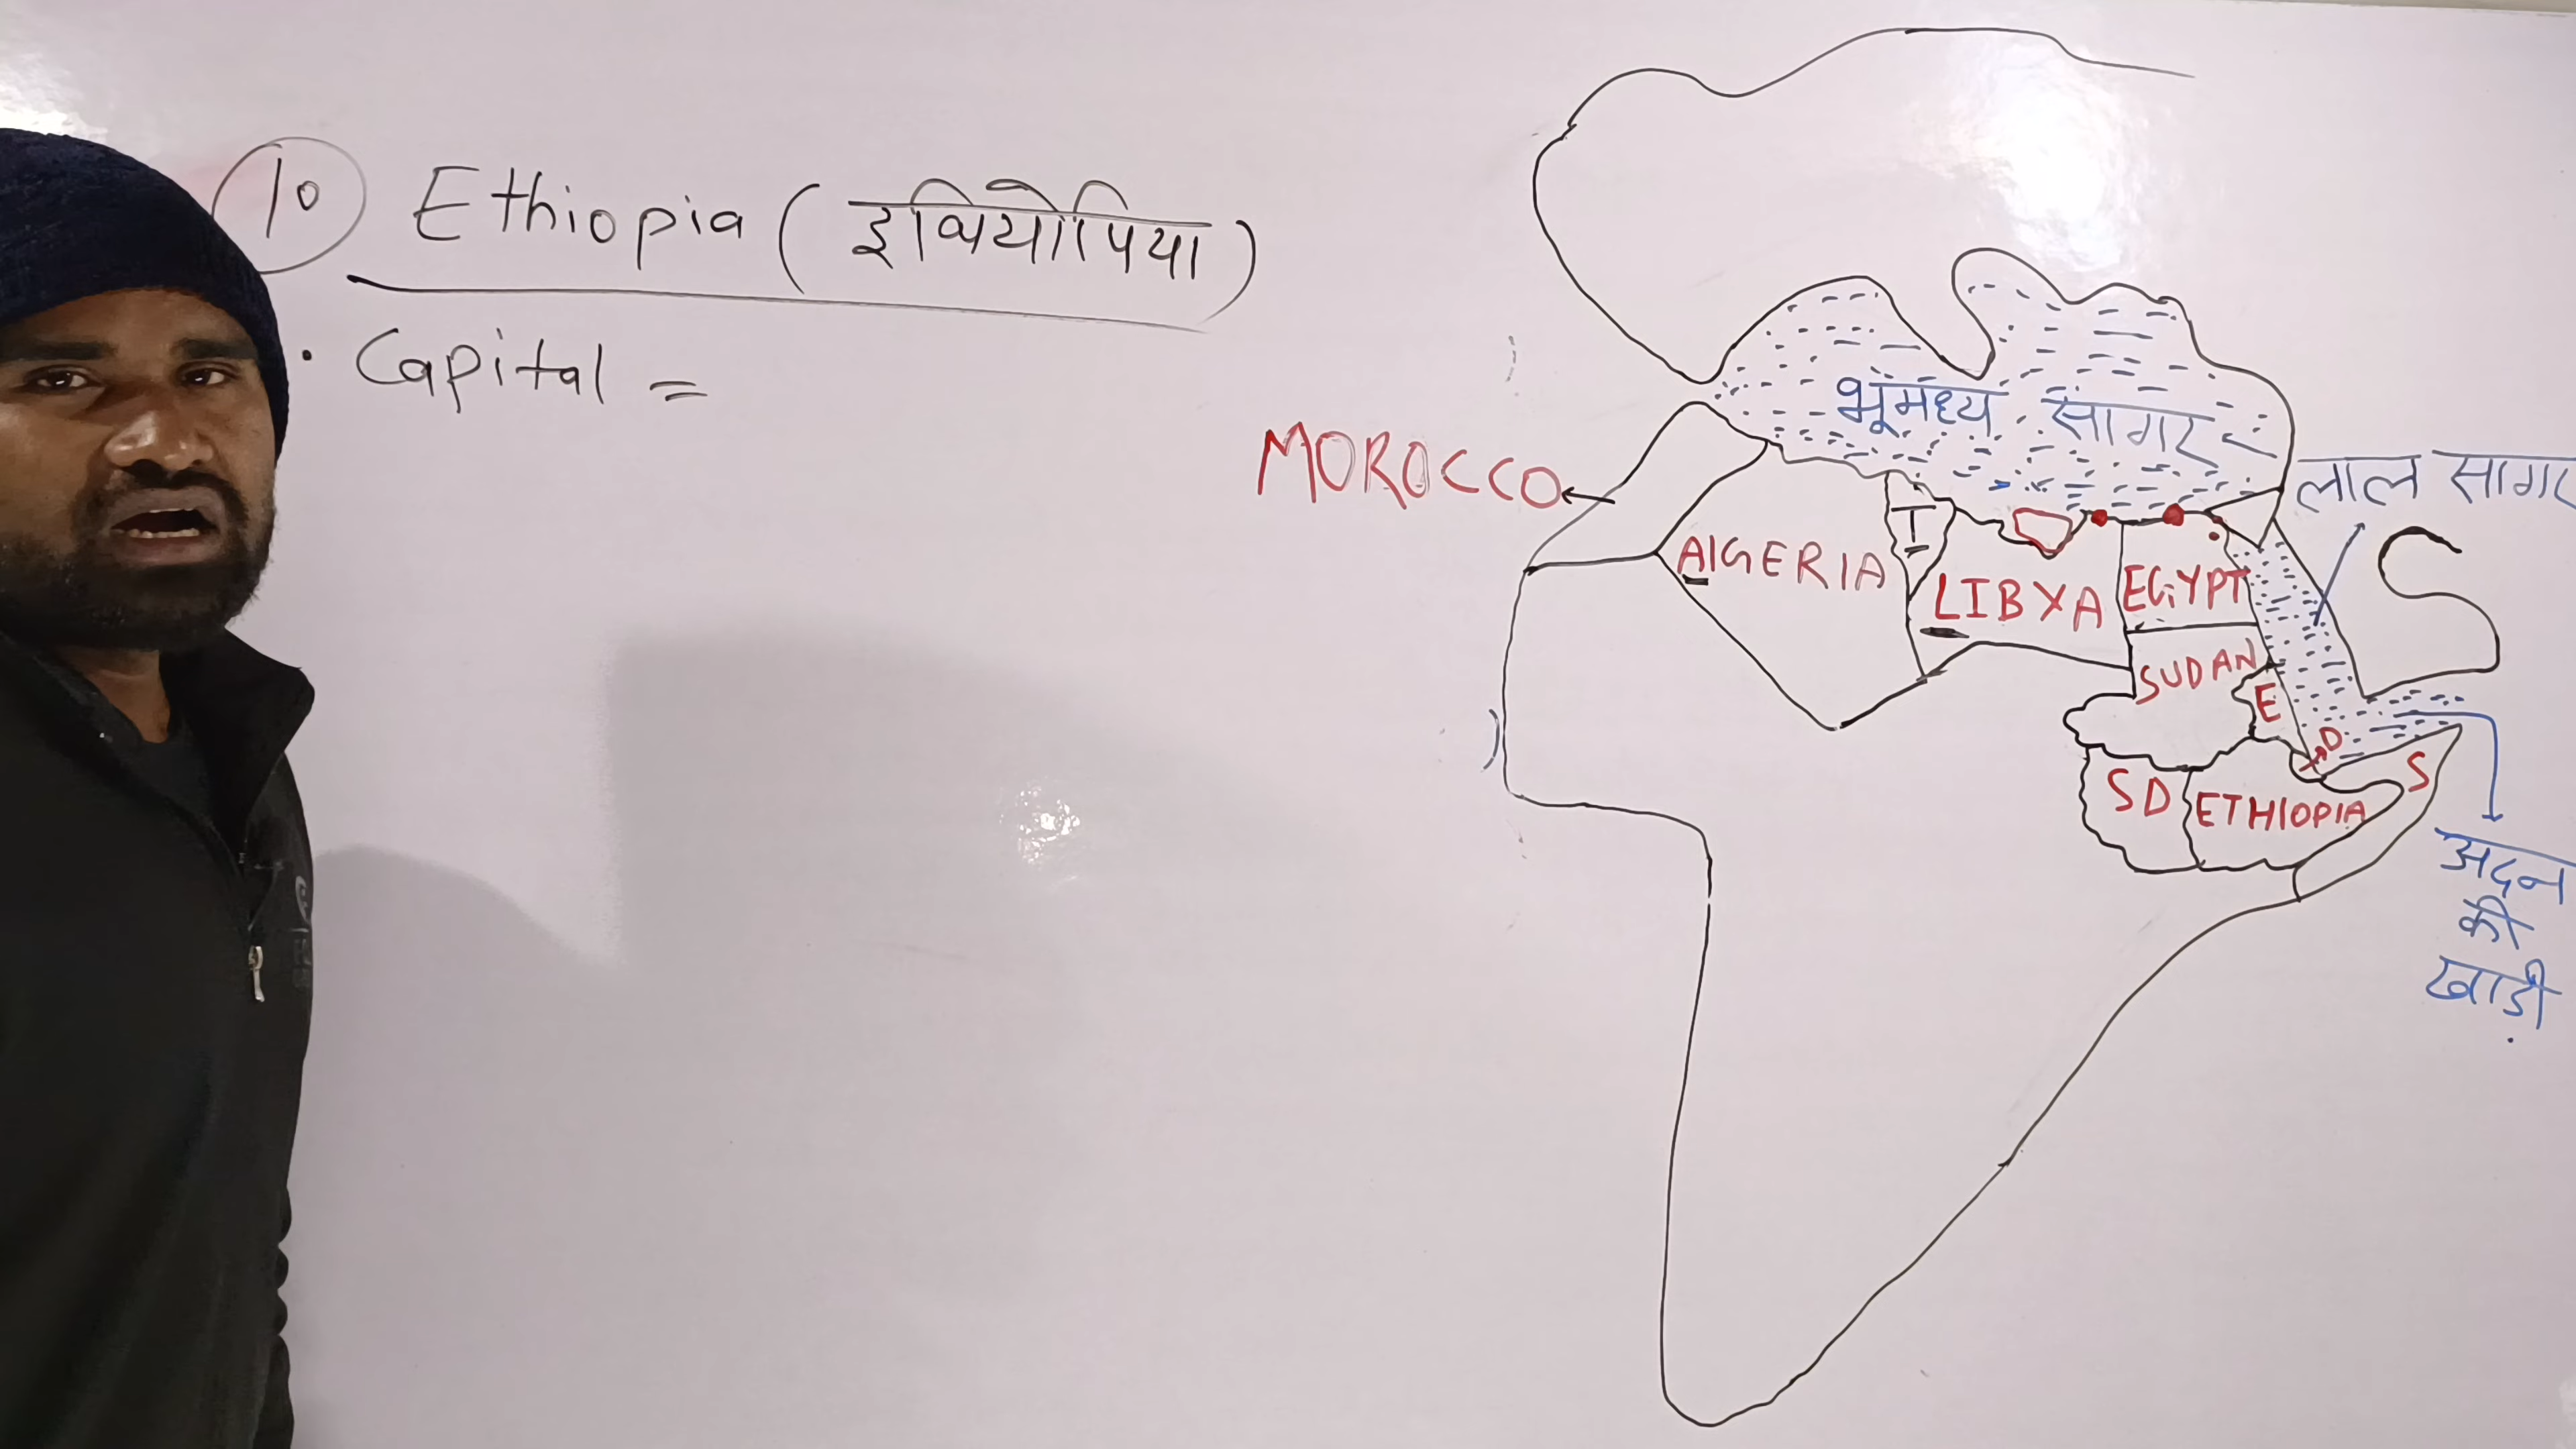 10 Ethiopia (इथियोपिया)
• Capital =
भूमध्य सागर
MOROCCO
लाल सागर
AlGERIA
T
LIBYA
EGYPT
SUDAN
E
D
S
SD
ETHIOPIA
अदन
की
खाड़ी